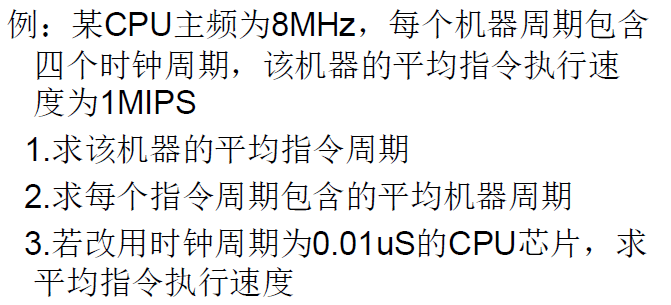 例：某CPU主频为8MHz，每个机器周期包含
四个时钟周期，该机器的平均指令执行速
度为1MIPS
1.求该机器的平均指令周期
2.求每个指令周期包含的平均机器周期
3.若改用时钟周期为0.01uS的CPU芯片，求
平均指令执行速度